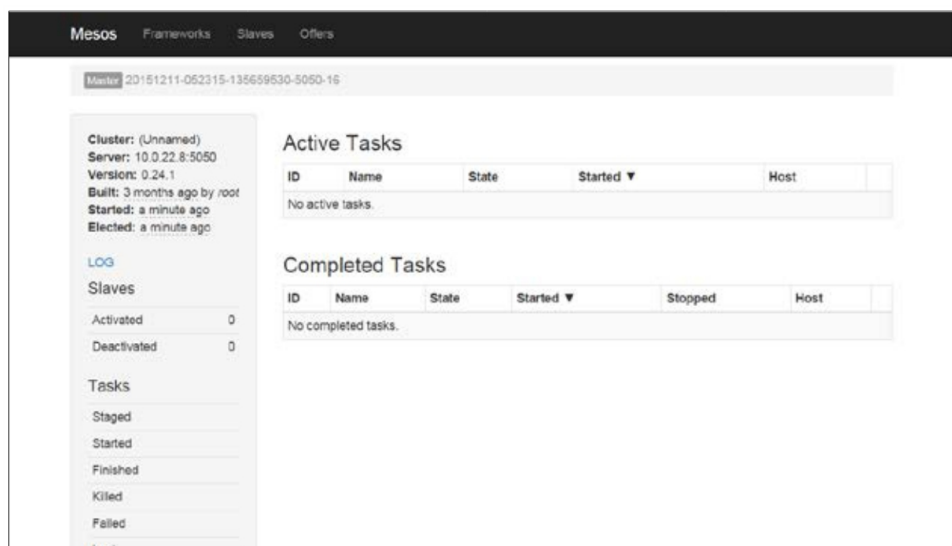 Mesos Frameworks Slaves Offers
Master 20151211-052315-135659530-5050-16
Cluster: (Unnamed)
Server: 10.0.22.8:5050
Version: 0.24.1
Built: 3 months ago by root
Started: a minute ago
Elected: a minute ago
LOG
Slaves
Activated 0
Deactivated 0
Tasks
Staged
Started
Finished
Killed
Failed
Active Tasks
ID Name State Started ▼ Host
No active tasks.
Completed Tasks
ID Name State Started ▼ Stopped Host
No completed tasks.